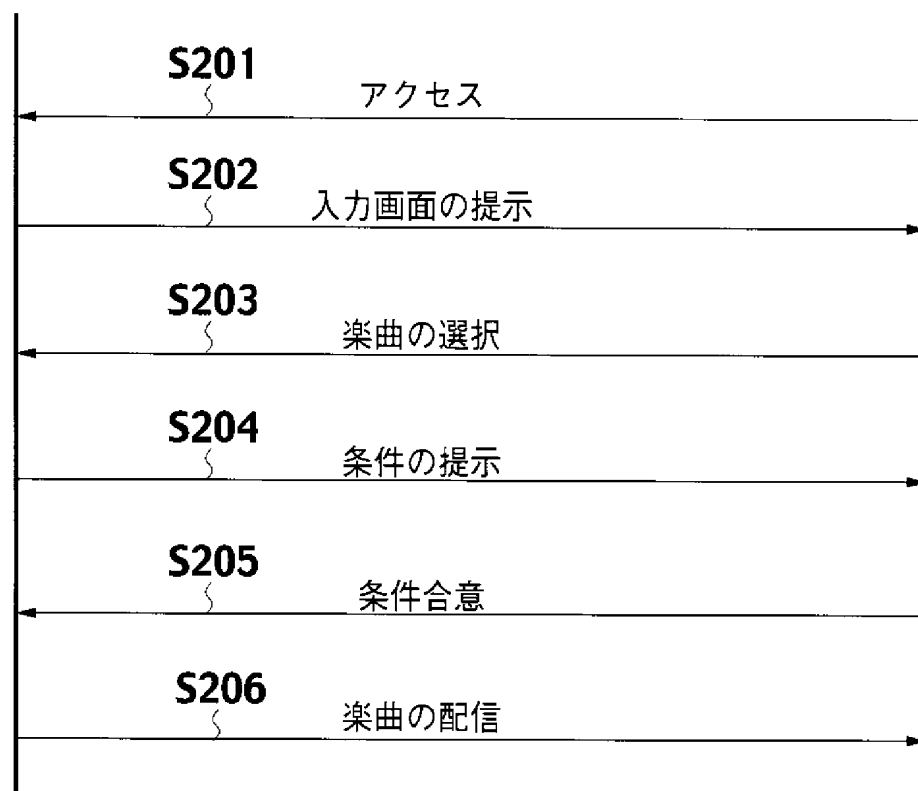 S201
アクセス
S202
入力画面の提示
S203
楽曲の選択
S204
条件の提示
S205
条件合意
S206
楽曲の配信